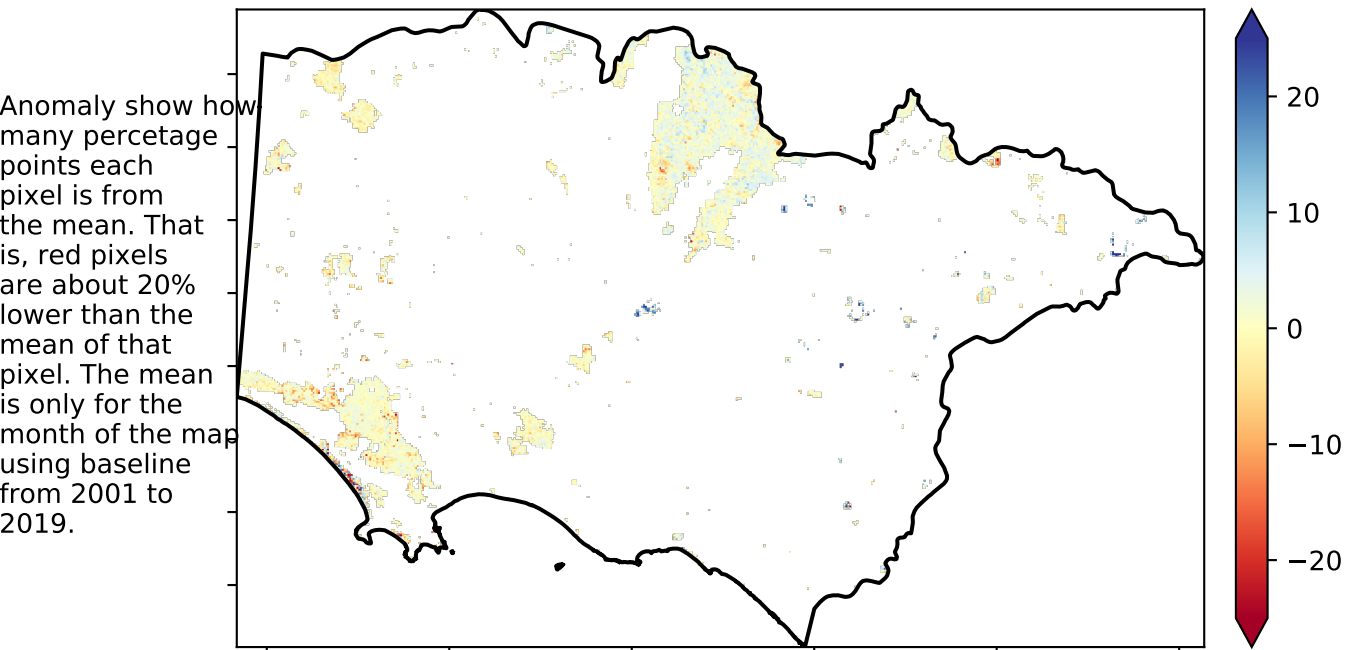 Anomaly show how
many percetage
points each
pixel is from
the mean. That
is, red pixels
are about 20%
lower than the
mean of that
pixel. The mean
is only for the
month of the map
using baseline
from 2001 to
2019.
20
10
0
−10
−20